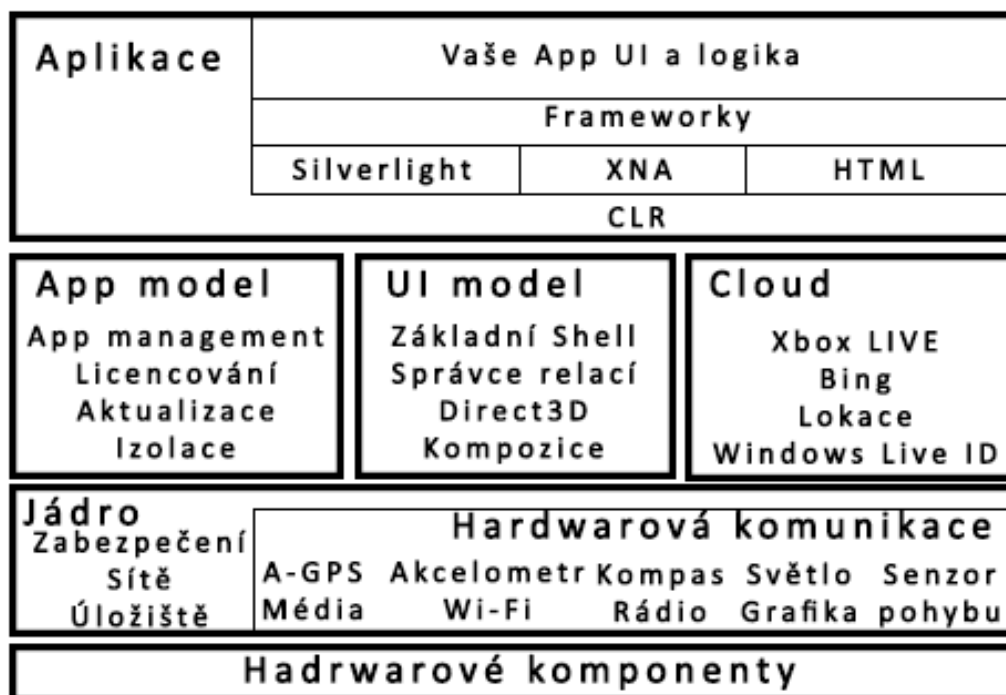 Aplikace
Vaše App UI a logika
Frameworky
Silverlight XNA HTML
CLR
App model
App management
Licencování
Aktualizace
Izolace
UI model
Základní Shell
Správce relací
Direct3D
Kompozice
Cloud
Xbox LIVE
Bing
Lokace
Windows Live ID
Jádro
Zabezpečení
Sítě
Úložiště
Hardwarová komunikace
A-GPS Akcelometr Kompas Světlo Senzor
Média Wi-Fi Rádio Grafika pohybu
Hadrwarové komponenty